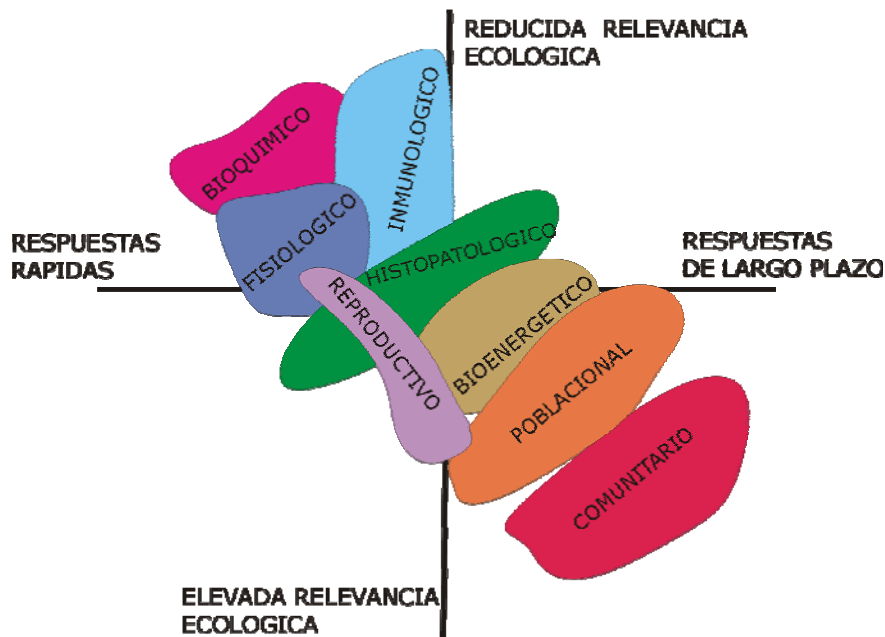 REDUCIDA RELEVANCIA
ECOLOGICA
BIOQUIMICO
INMUNOLOGICO
RESPUESTAS
RAPIDAS
FISIOLOGICO
HISTOPATOLOGICO
RESPUESTAS
DE LARGO PLAZO
REPRODUCTIVO
BIOENERGETICO
POBLACIONAL
COMUNITARIO
ELEVADA RELEVANCIA
ECOLOGICA